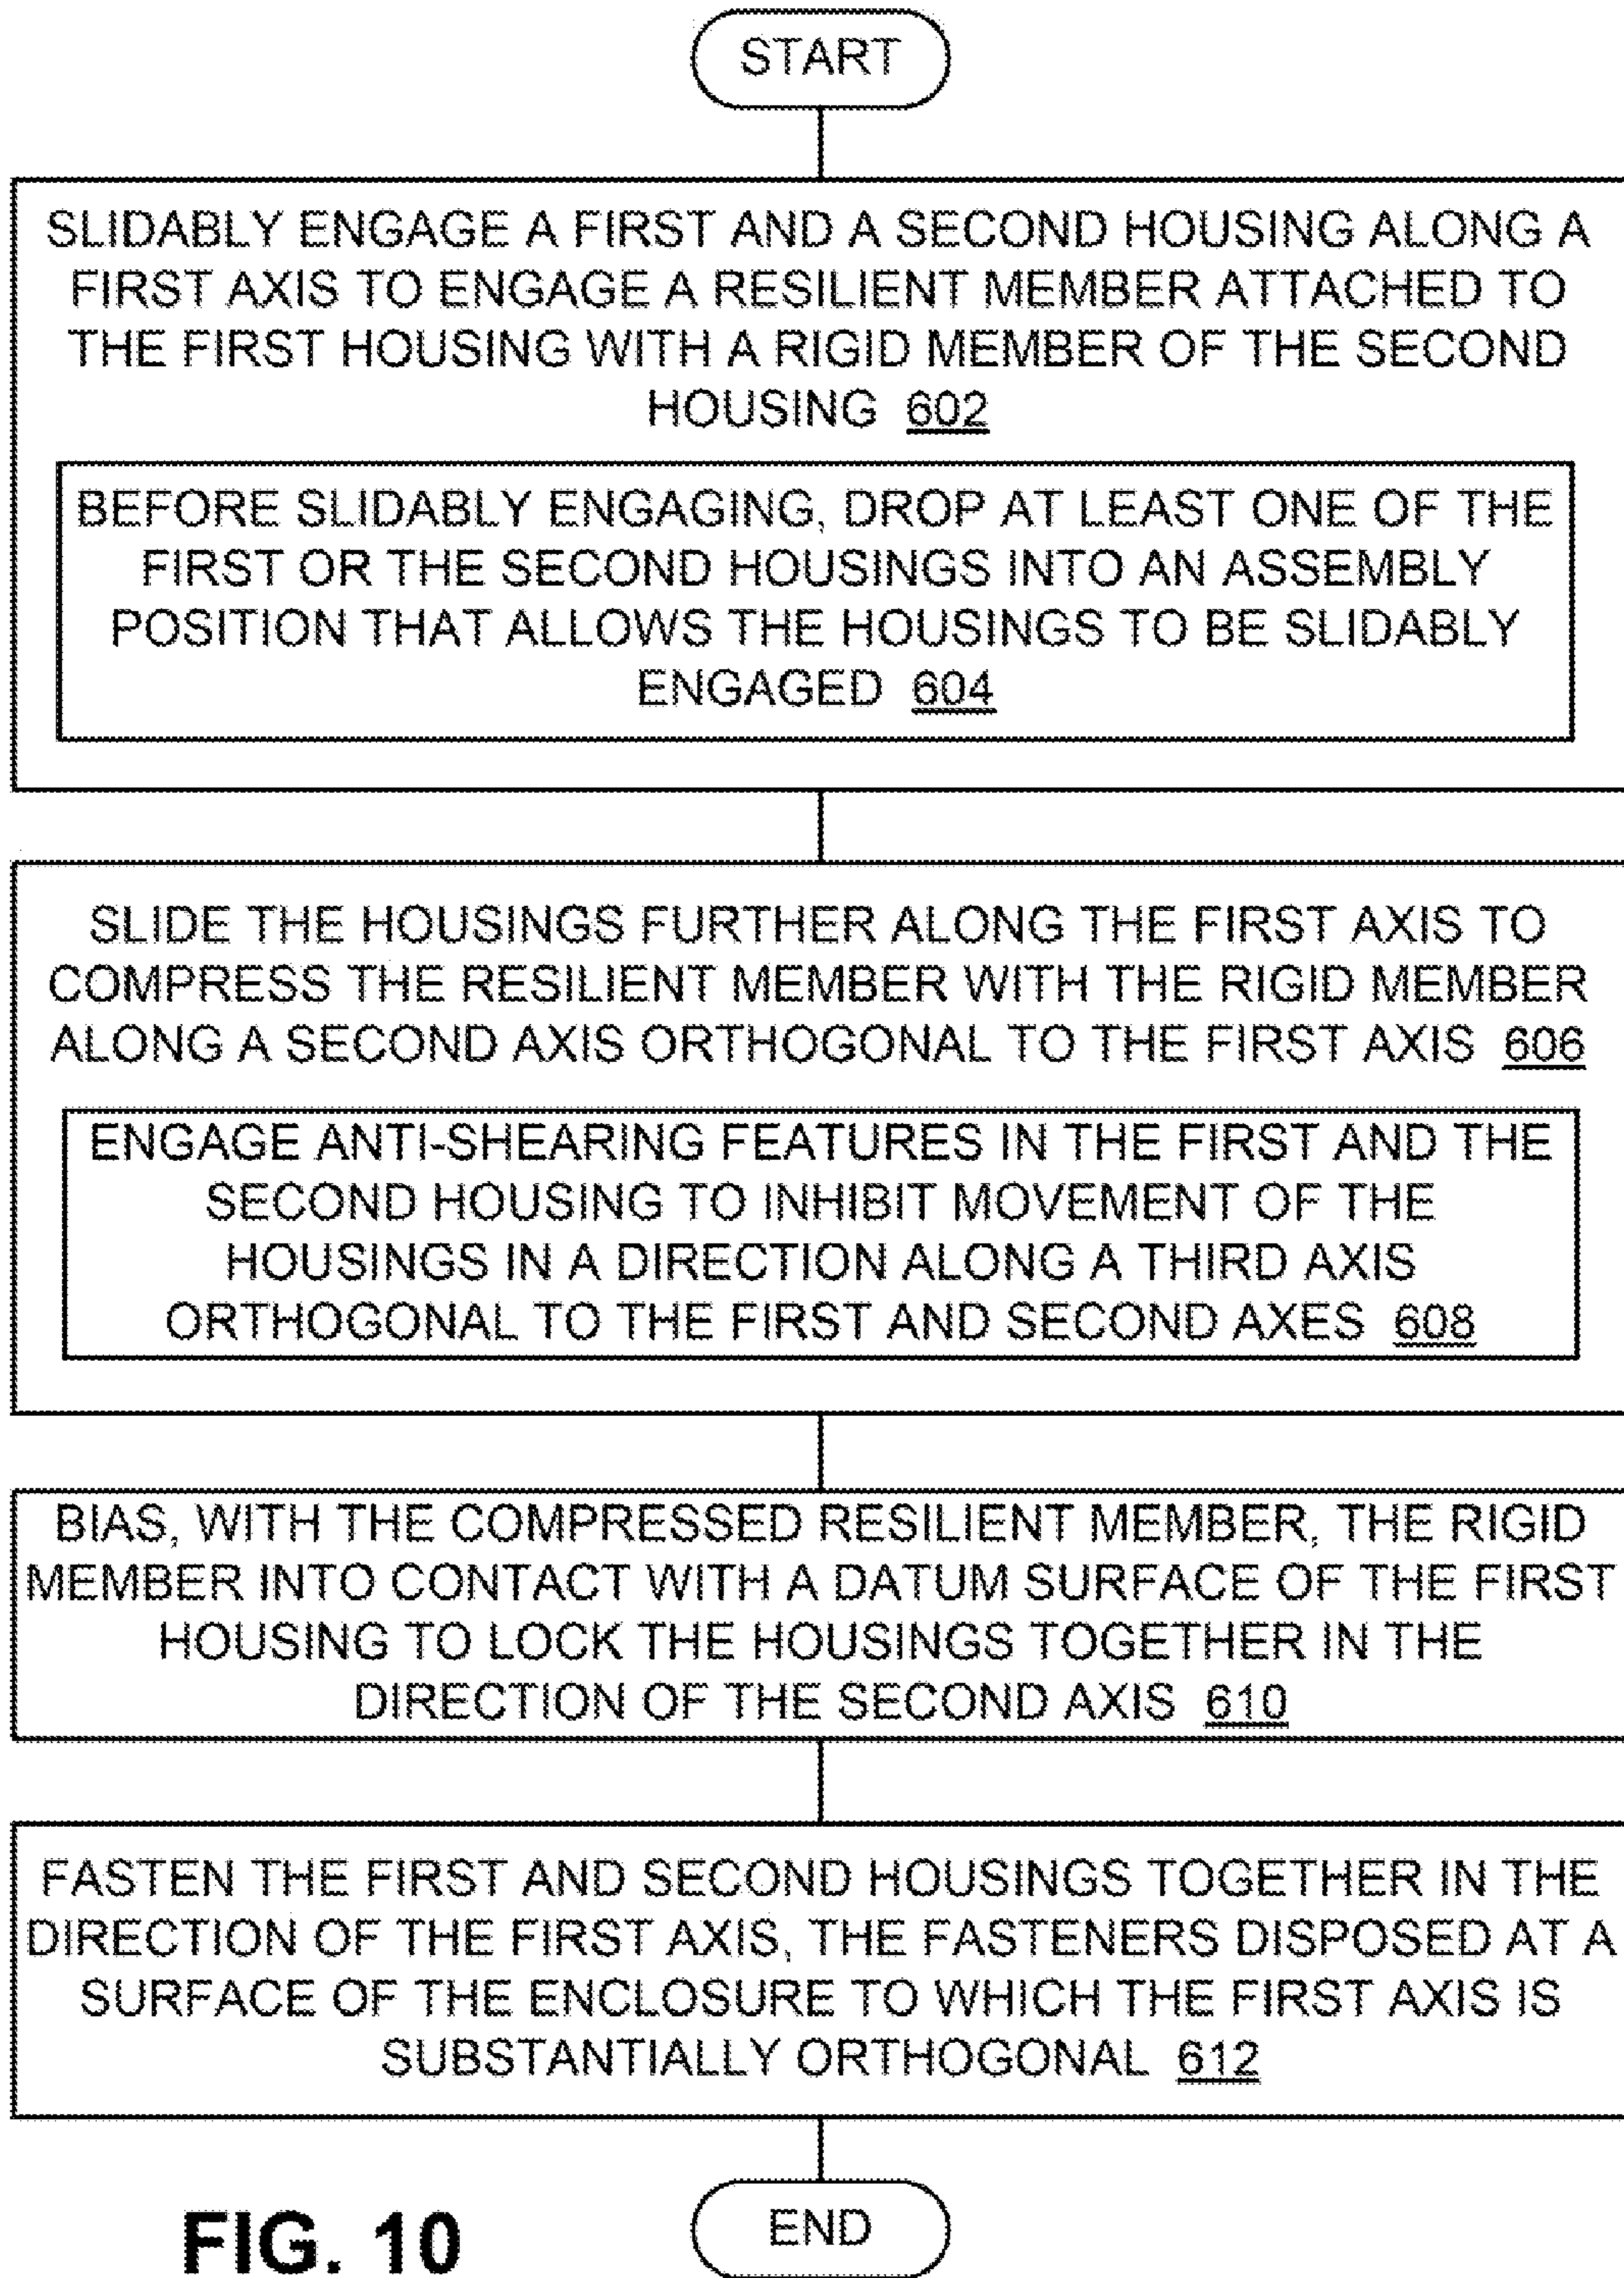 START
SLIDABLY ENGAGE A FIRST AND A SECOND HOUSING ALONG A
FIRST AXIS TO ENGAGE A RESILIENT MEMBER ATTACHED TO
THE FIRST HOUSING WITH A RIGID MEMBER OF THE SECOND
HOUSING 602
BEFORE SLIDABLY ENGAGING, DROP AT LEAST ONE OF THE
FIRST OR THE SECOND HOUSINGS INTO AN ASSEMBLY
POSITION THAT ALLOWS THE HOUSINGS TO BE SLIDABLY
ENGAGED 604
SLIDE THE HOUSINGS FURTHER ALONG THE FIRST AXIS TO
COMPRESS THE RESILIENT MEMBER WITH THE RIGID MEMBER
ALONG A SECOND AXIS ORTHOGONAL TO THE FIRST AXIS 606
ENGAGE ANTI-SHEARING FEATURES IN THE FIRST AND THE
SECOND HOUSING TO INHIBIT MOVEMENT OF THE
HOUSINGS IN A DIRECTION ALONG A THIRD AXIS
ORTHOGONAL TO THE FIRST AND SECOND AXES 608
BIAS, WITH THE COMPRESSED RESILIENT MEMBER, THE RIGID
MEMBER INTO CONTACT WITH A DATUM SURFACE OF THE FIRST
HOUSING TO LOCK THE HOUSINGS TOGETHER IN THE
DIRECTION OF THE SECOND AXIS 610
FASTEN THE FIRST AND SECOND HOUSINGS TOGETHER IN THE
DIRECTION OF THE FIRST AXIS, THE FASTENERS DISPOSED AT A
SURFACE OF THE ENCLOSURE TO WHICH THE FIRST AXIS IS
SUBSTANTIALLY ORTHOGONAL 612
END
FIG. 10